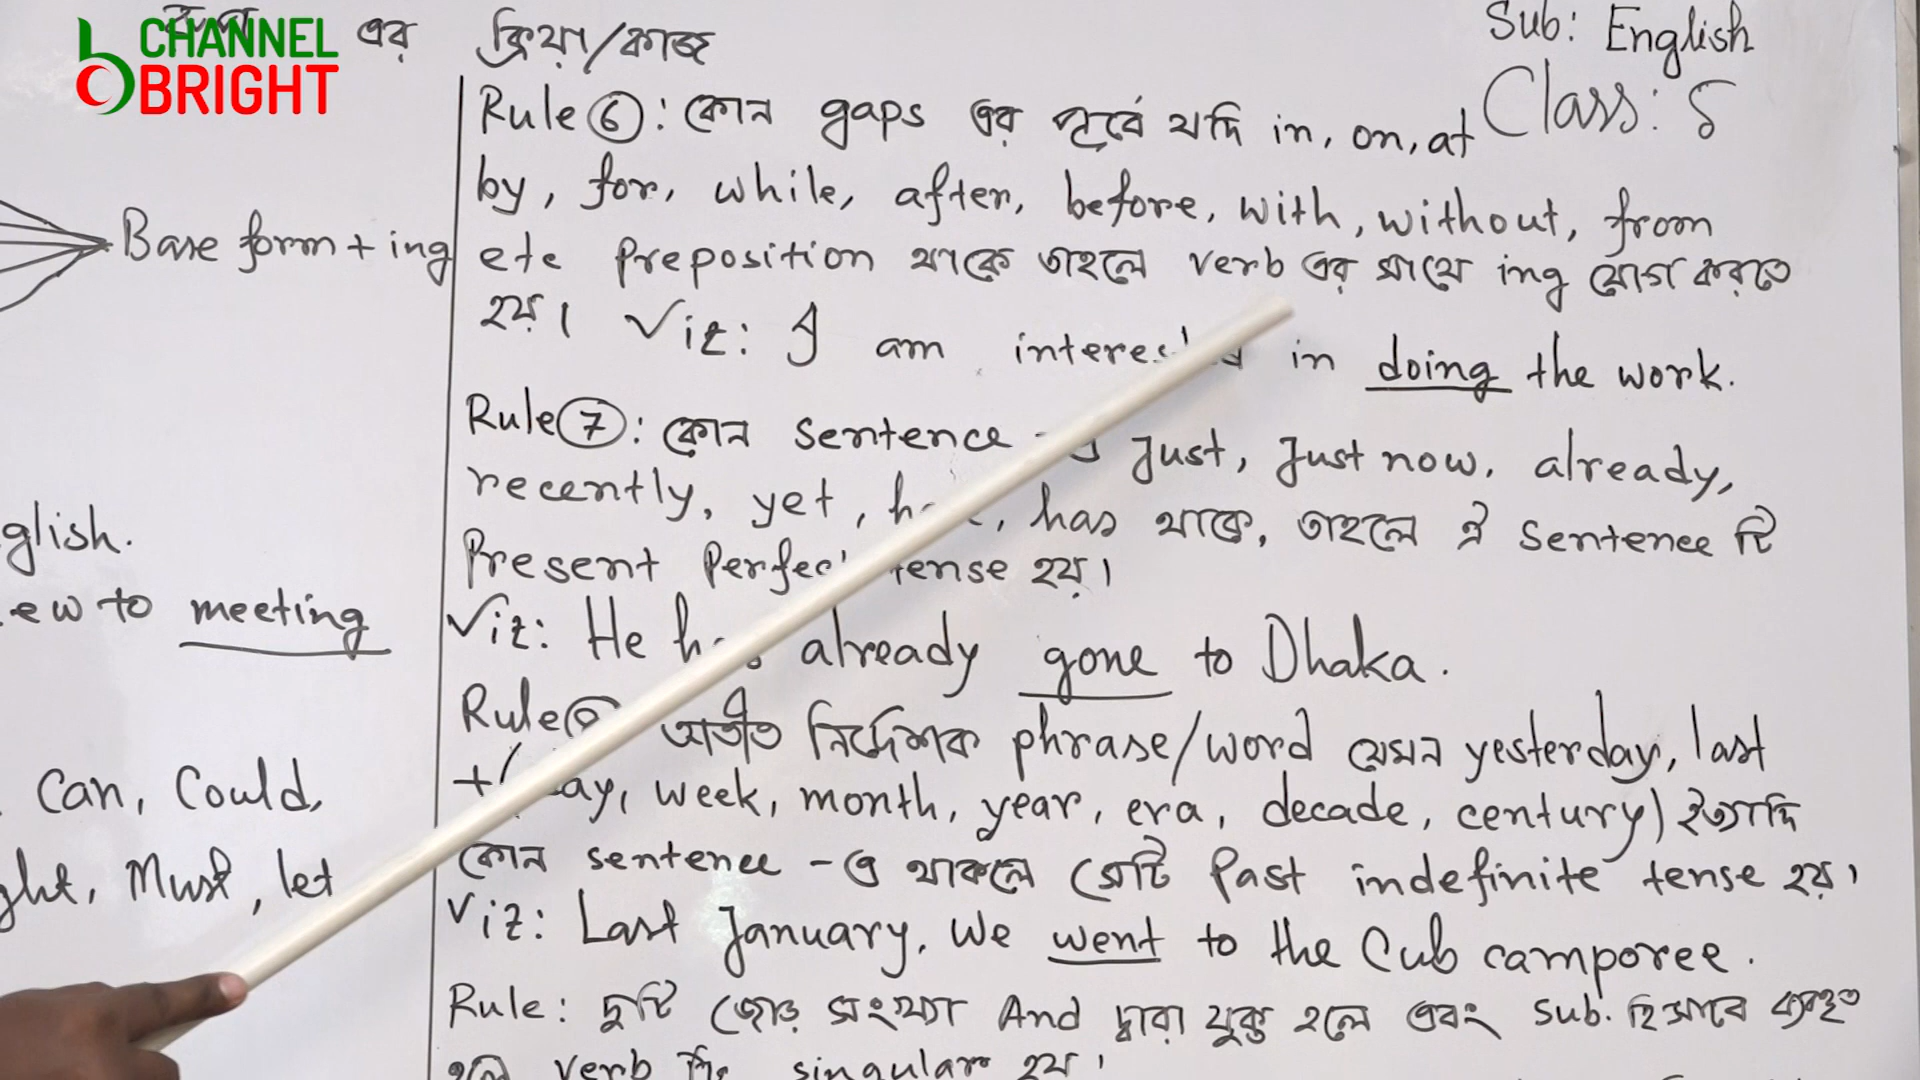 CHANNEL
BRIGHT
এর ক্রিয়া/কাজ
Sub: English
Class: 5
Base form + ing
glish.
ew to meeting
Can, Could,
ght, Must, let
Rule 6: কোন gaps এর পূর্বে যদি in, on, at
by, for, while, after, before, with, without, from
etc preposition থাকে তাহলে verb এর সাথে ing যোগ করতে
হয়। Viz: I am in doing the work.
Rule 7: কোন sentence Just, Just now, already,
recently, yet, has থাকে, তাহলে ঐ sentence টি
Present tense হয়।
Viz: He already gone to Dhaka.
Rule অতীত নির্দেশক phrase/word যেমন yesterday, last
week, month, year, era, decade, century) ইত্যাদি
কোন sentence -এ থাকলে সেটি Past indefinite tense হয়।
Viz: Last January, we went to the Cub camporee.
Rule: দুটি জোড় সংখ্যা And দ্বারা যুক্ত হলে এবং sub. হিসাবে ব্যবহৃত
verb singular হয়।